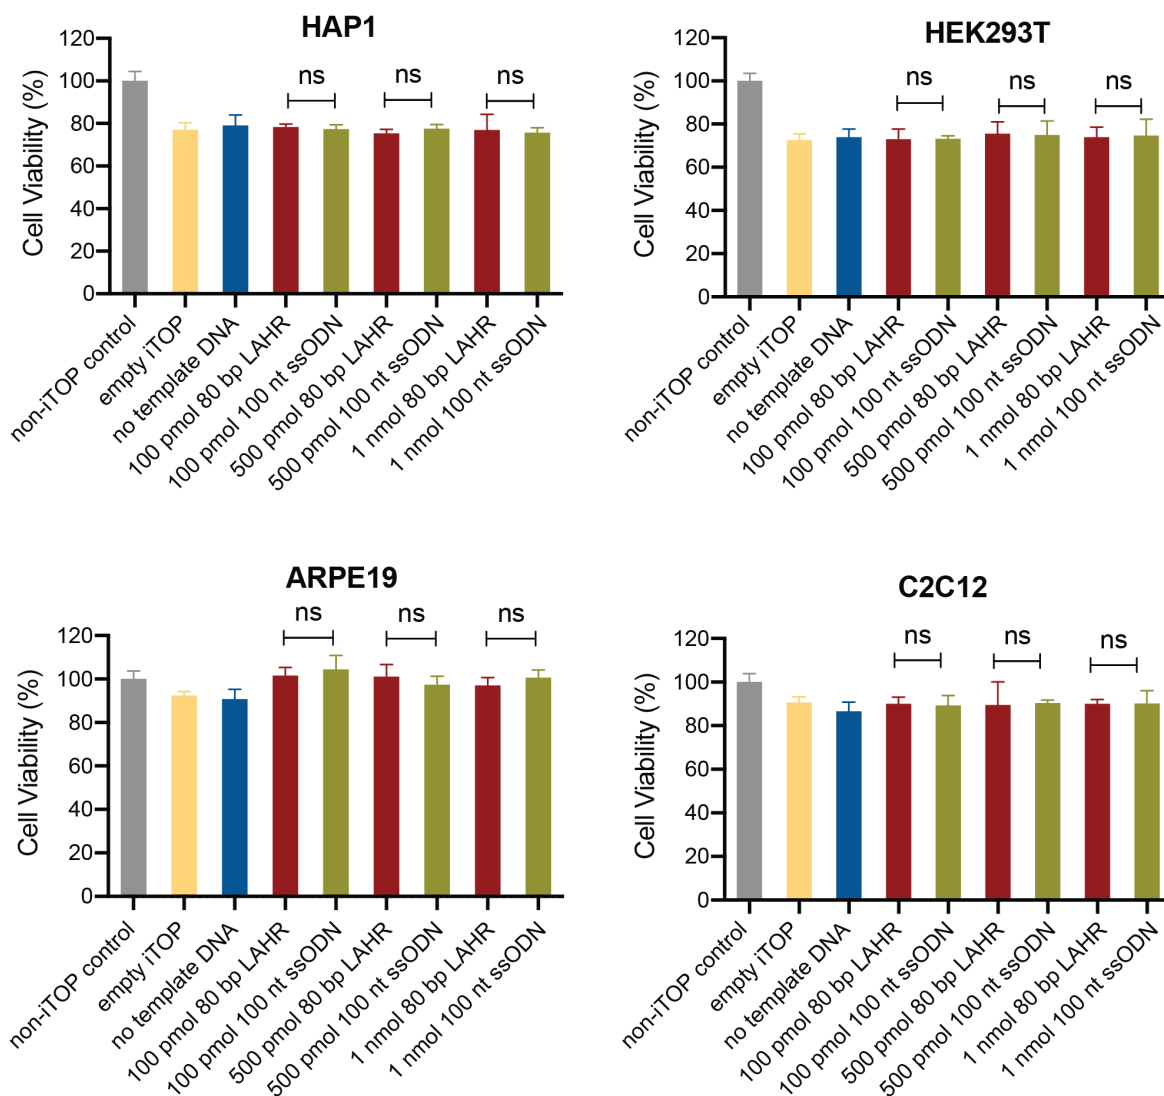 HAP1
Cell Viability (%)
120
100
80
60
40
20
0
ns
ns
ns
non-iTOP control
empty iTOP
no template DNA
100 pmol 80 bp LAHR
100 pmol 100 nt ssODN
500 pmol 80 bp LAHR
500 pmol 100 nt ssODN
1 nmol 80 bp LAHR
1 nmol 100 nt ssODN
HEK293T
Cell Viability (%)
120
100
80
60
40
20
0
ns
ns
ns
non-iTOP control
empty iTOP
no template DNA
100 pmol 80 bp LAHR
100 pmol 100 nt ssODN
500 pmol 80 bp LAHR
500 pmol 100 nt ssODN
1 nmol 80 bp LAHR
1 nmol 100 nt ssODN
ARPE19
Cell Viability (%)
120
100
80
60
40
20
0
ns
ns
ns
non-iTOP control
empty iTOP
no template DNA
100 pmol 80 bp LAHR
100 pmol 100 nt ssODN
500 pmol 80 bp LAHR
500 pmol 100 nt ssODN
1 nmol 80 bp LAHR
1 nmol 100 nt ssODN
C2C12
Cell Viability (%)
120
100
80
60
40
20
0
ns
ns
ns
non-iTOP control
empty iTOP
no template DNA
100 pmol 80 bp LAHR
100 pmol 100 nt ssODN
500 pmol 80 bp LAHR
500 pmol 100 nt ssODN
1 nmol 80 bp LAHR
1 nmol 100 nt ssODN